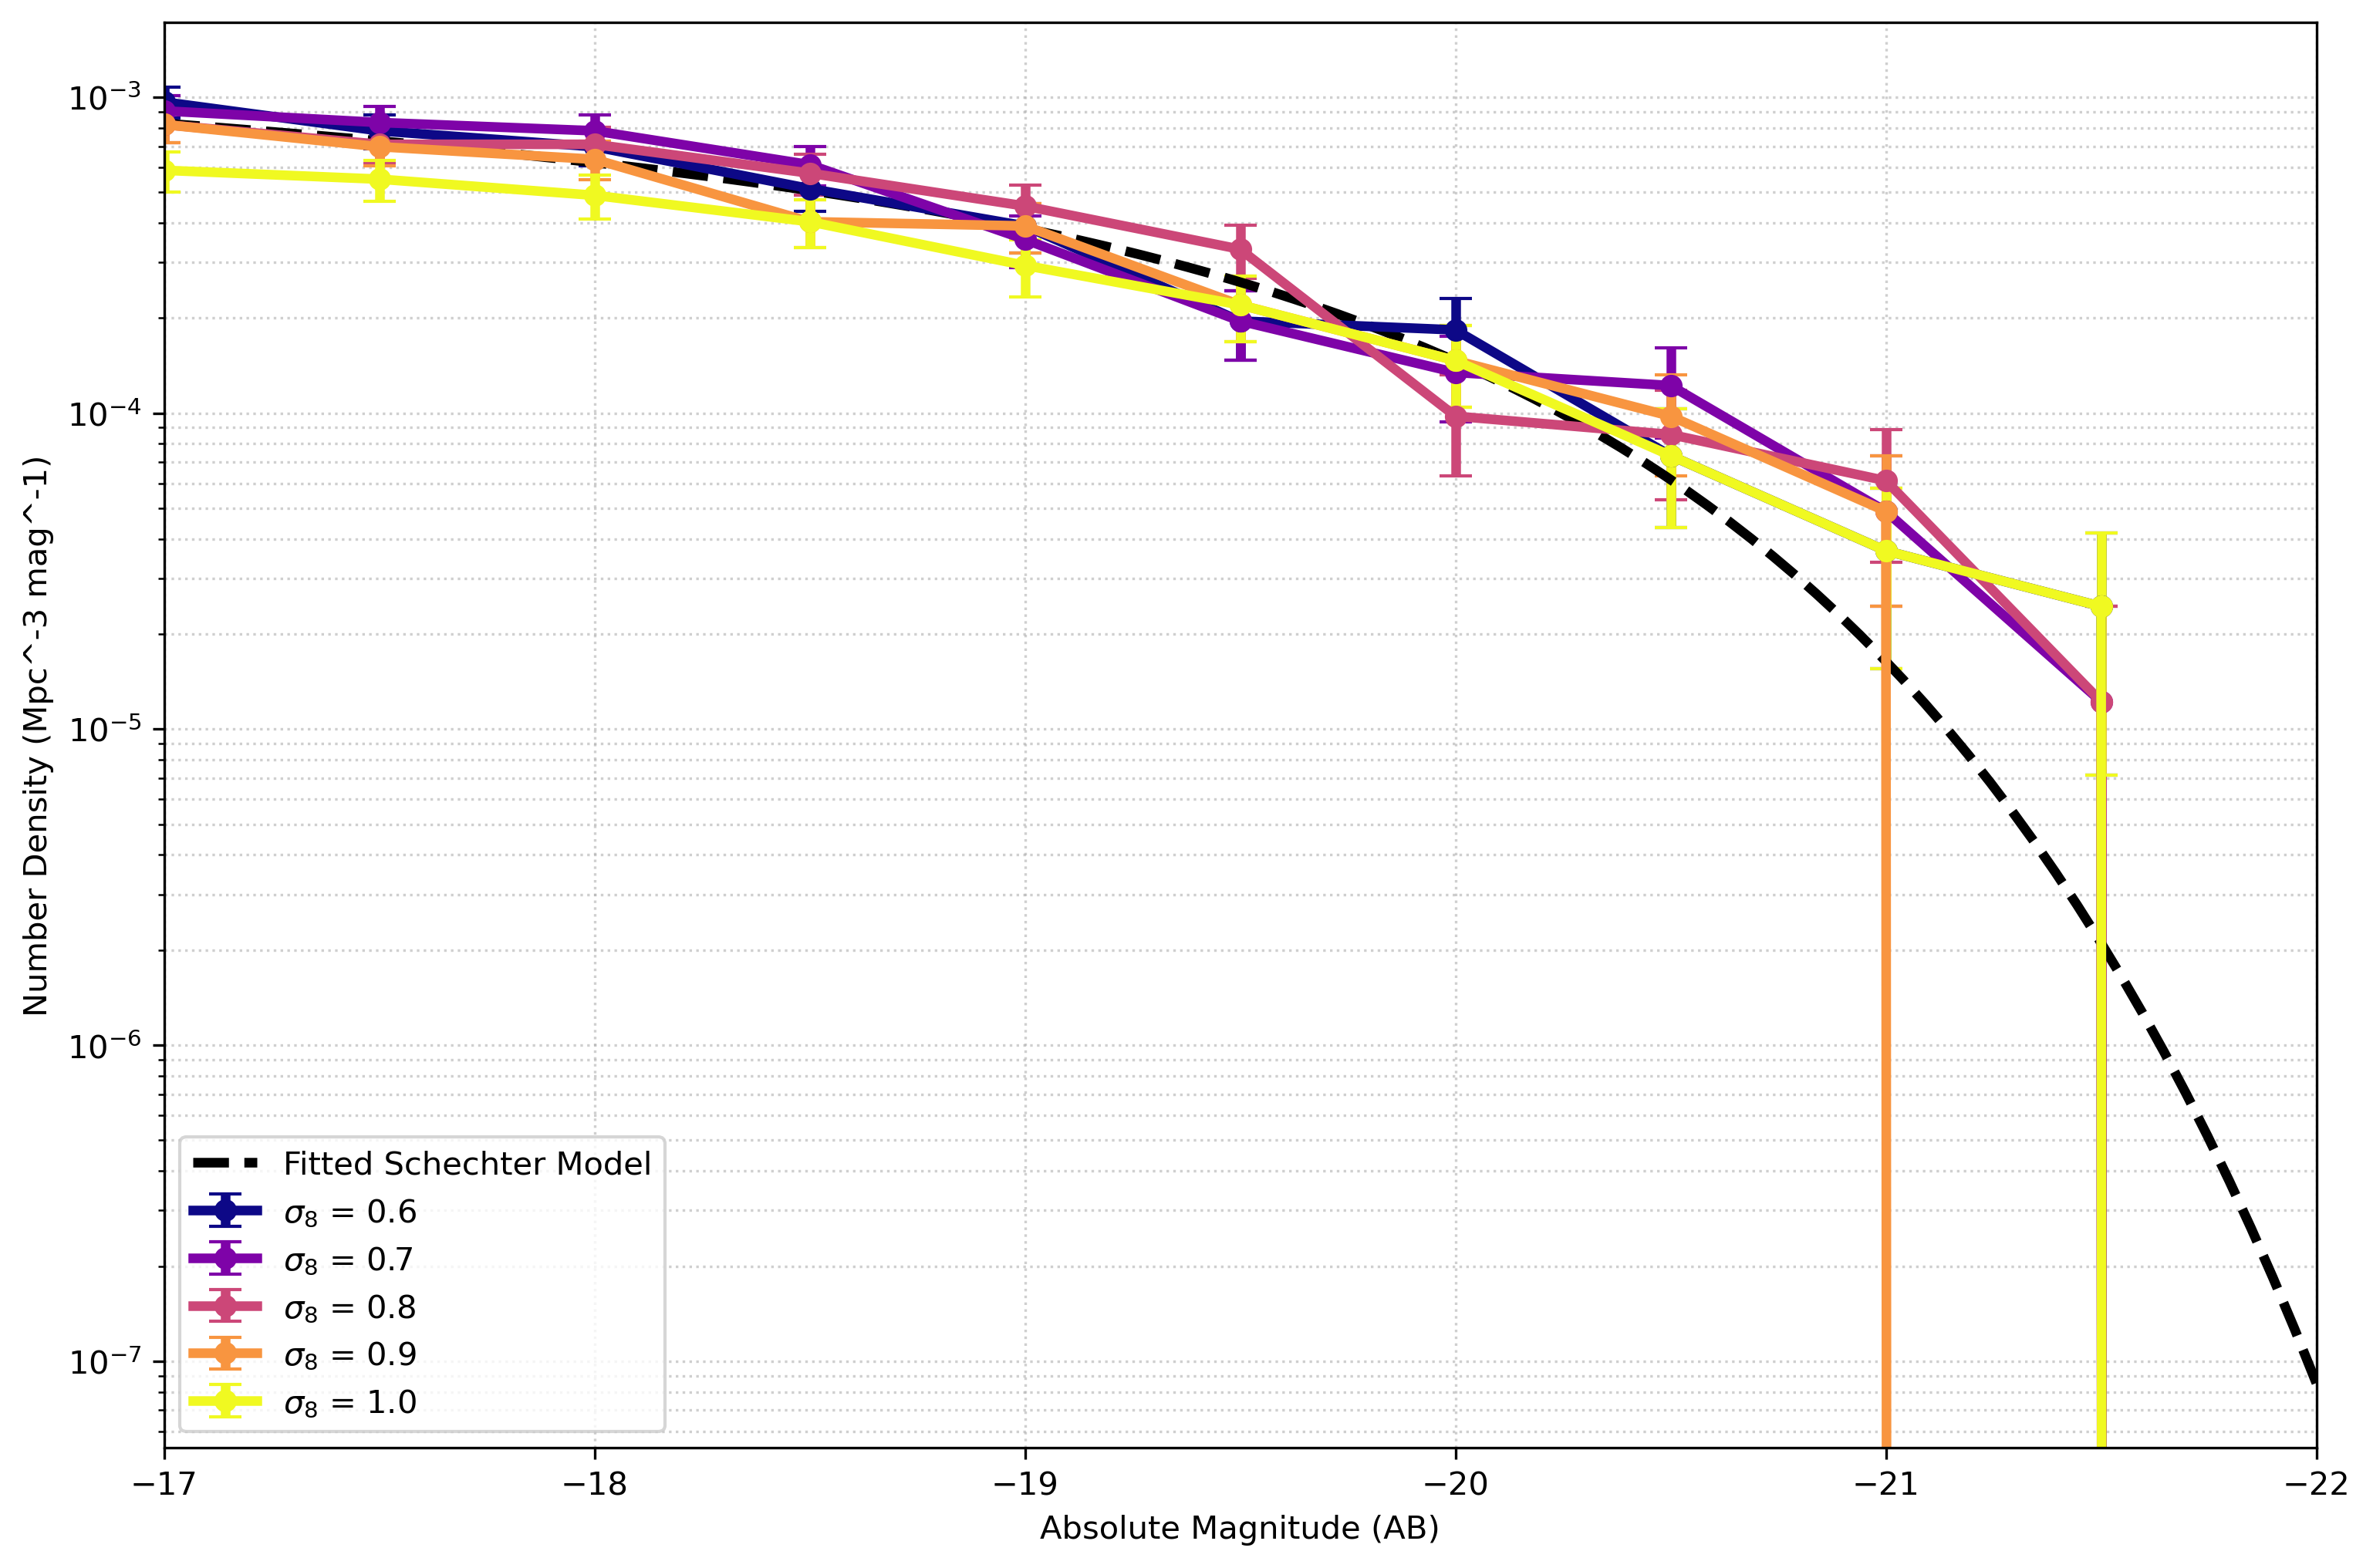 10⁻³
10⁻⁴
10⁻⁵
10⁻⁶
10⁻⁷
Number Density (Mpc^-3 mag^-1)
Fitted Schechter Model
σ₈ = 0.6
σ₈ = 0.7
σ₈ = 0.8
σ₈ = 0.9
σ₈ = 1.0
−17 −18 −19 −20 −21 −22
Absolute Magnitude (AB)